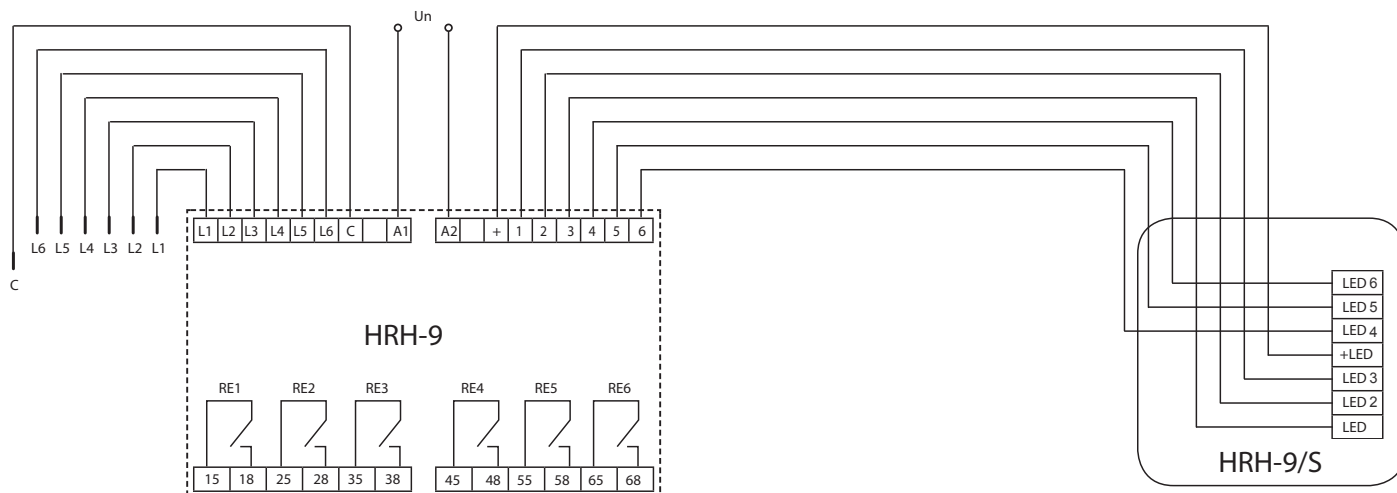 Un
L1 L2 L3 L4 L5 L6 C A1
A2 + 1 2 3 4 5 6
L6 L5 L4 L3 L2 L1
C
HRH-9
RE1 RE2 RE3 RE4 RE5 RE6
15 18 25 28 35 38
45 48 55 58 65 68
LED 6
LED 5
LED 4
+LED
LED 3
LED 2
LED
HRH-9/S